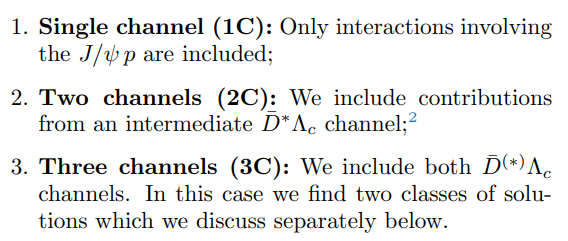 1. Single channel (1C): Only interactions involving
the J/ψ p are included;
2. Two channels (2C): We include contributions
from an intermediate D̄*Λc channel;2
3. Three channels (3C): We include both D̄(*)Λc
channels. In this case we find two classes of solu-
tions which we discuss separately below.